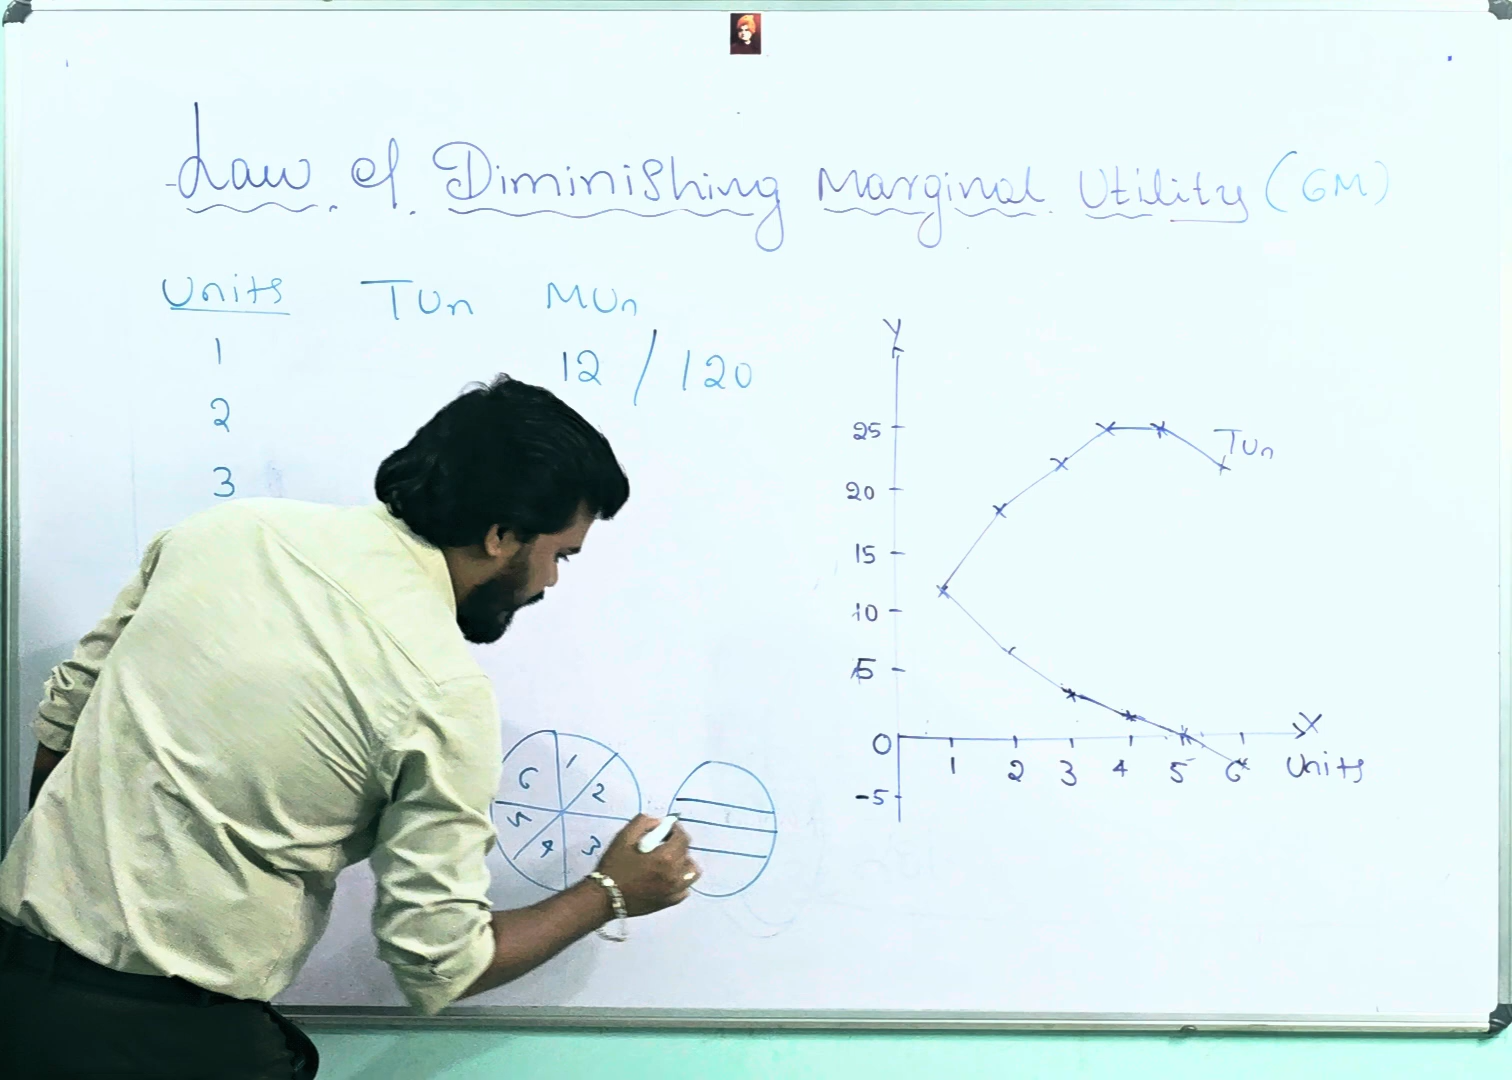 Law of Diminishing Marginal Utility (6M)
Units TUn MUn
1 12 / 120
2
3
6 1 2
5 4 3
Y
25
20
15
10
5
0
-5
TUn
1 2 3 4 5 6
X
Units